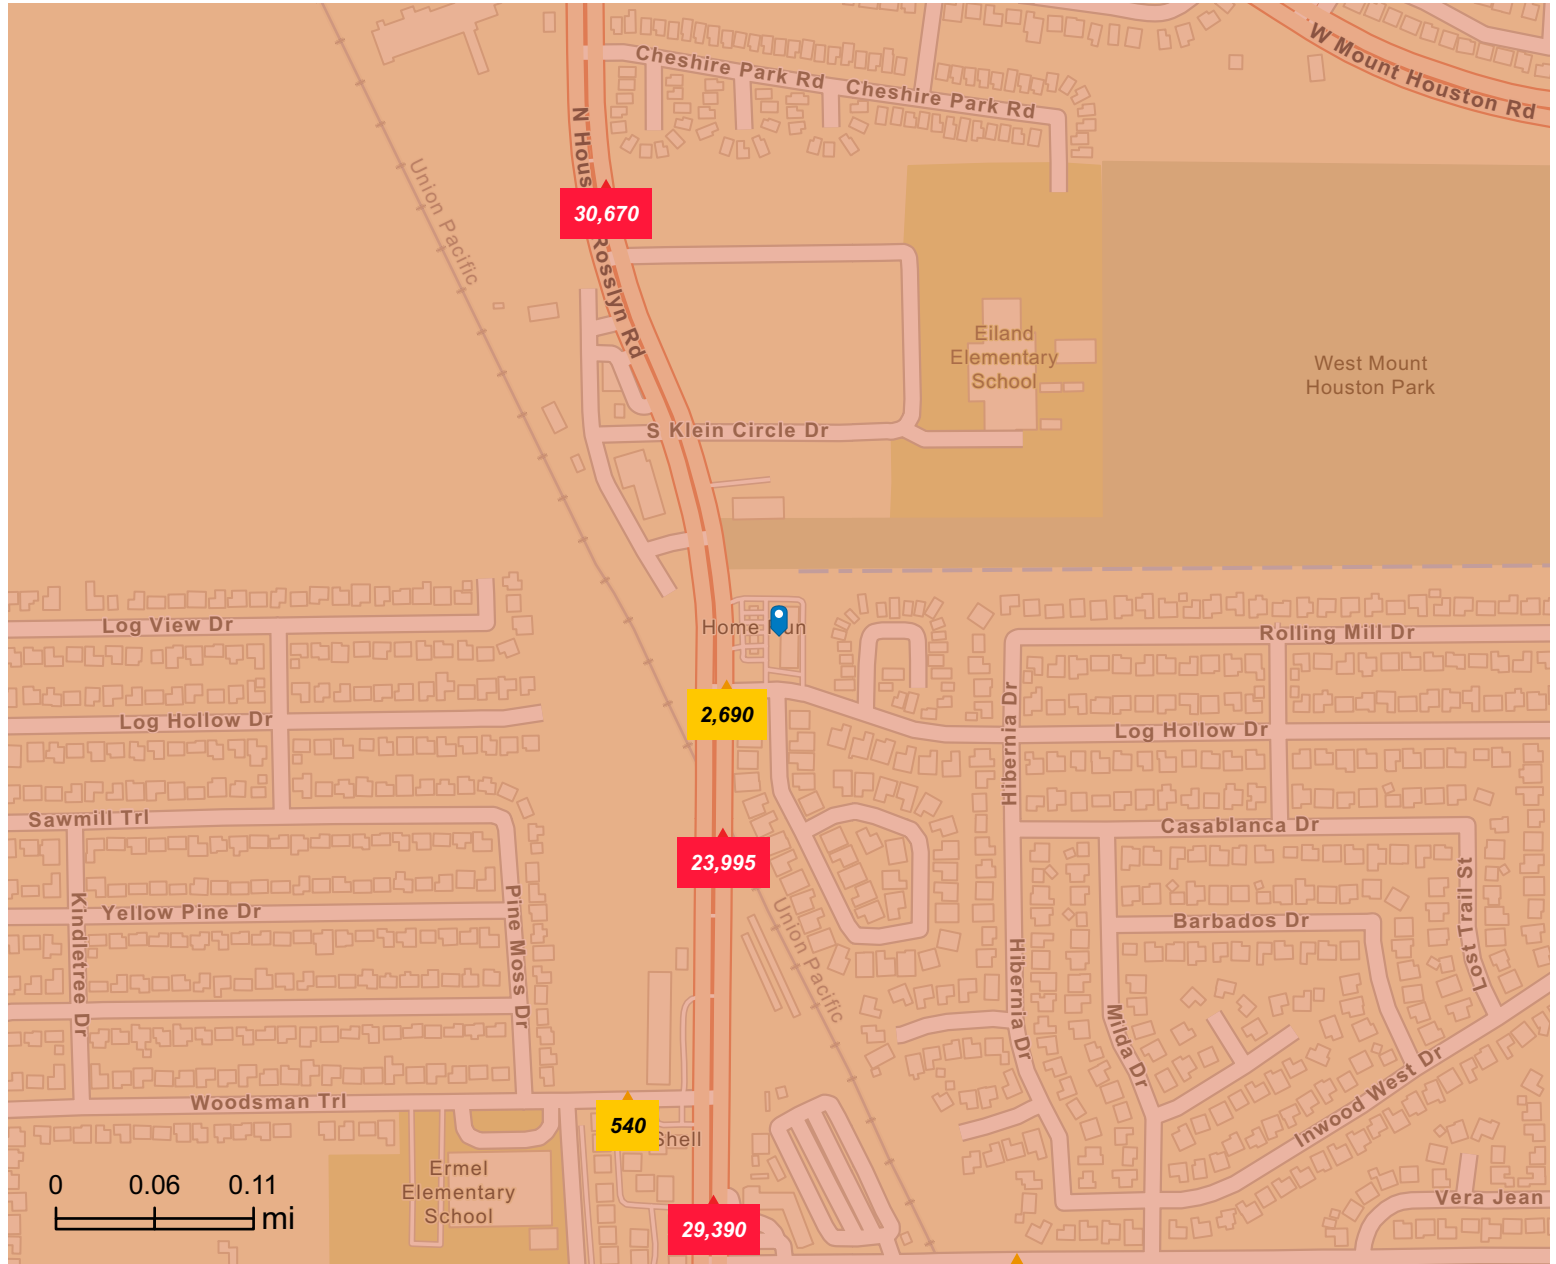 Cheshire Park Rd
Cheshire Park Rd
W Mount Houston Rd
N Hous
Rosslyn Rd
30,670
Union Pacific
Eiland
Elementary
School
West Mount
Houston Park
S Klein Circle Dr
Home Run
Log View Dr
Rolling Mill Dr
Log Hollow Dr
2,690
Hibernia Dr
Log Hollow Dr
Sawmill Trl
23,995
Casablanca Dr
Kindletree Dr
Yellow Pine Dr
Pine Moss Dr
Union Pacific
Hibernia Dr
Barbados Dr
Lost Trail St
Milda Dr
Inwood West Dr
Woodsman Trl
540
Shell
Ermel
Elementary
School
29,390
Vera Jean
0 0.06 0.11
mi